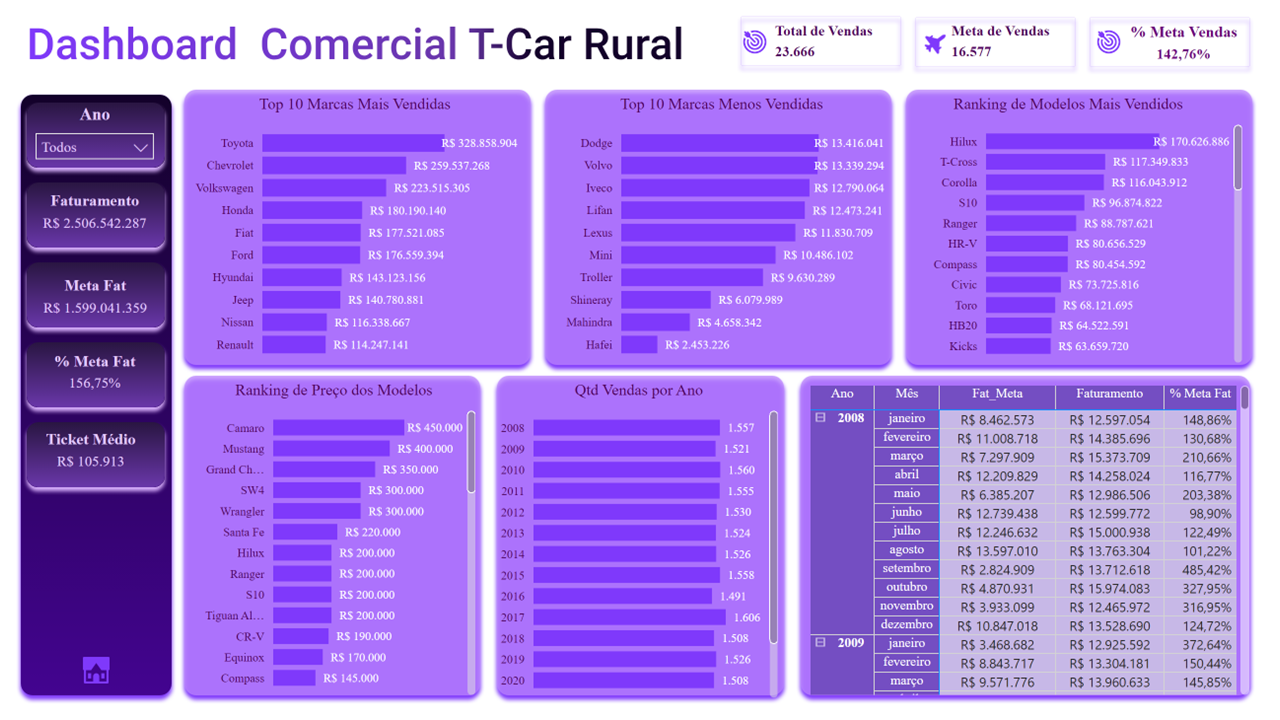 Dashboard Comercial T-Car Rural
Total de Vendas
23.666
Meta de Vendas
16.577
% Meta Vendas
142,76%
Ano
Todos
Faturamento
R$ 2.506.542.287
Meta Fat
R$ 1.599.041.359
% Meta Fat
156,75%
Ticket Médio
R$ 105.913
Top 10 Marcas Mais Vendidas
Toyota R$ 328.858.904
Chevrolet R$ 259.537.268
Volkswagen R$ 223.515.305
Honda R$ 180.190.140
Fiat R$ 177.521.085
Ford R$ 176.559.394
Hyundai R$ 143.123.156
Jeep R$ 140.780.881
Nissan R$ 116.338.667
Renault R$ 114.247.141
Top 10 Marcas Menos Vendidas
Dodge R$ 13.416.041
Volvo R$ 13.339.294
Iveco R$ 12.790.064
Lifan R$ 12.473.241
Lexus R$ 11.830.709
Mini R$ 10.486.102
Troller R$ 9.630.289
Shineray R$ 6.079.989
Mahindra R$ 4.658.342
Hafei R$ 2.453.226
Ranking de Modelos Mais Vendidos
Hilux R$ 170.626.886
T-Cross R$ 117.349.833
Corolla R$ 116.043.912
S10 R$ 96.874.822
Ranger R$ 88.787.621
HR-V R$ 80.656.529
Compass R$ 80.454.592
Civic R$ 73.725.816
Toro R$ 68.121.695
HB20 R$ 64.522.591
Kicks R$ 63.659.720
Ranking de Preço dos Modelos
Camaro R$ 450.000
Mustang R$ 400.000
Grand Ch... R$ 350.000
SW4 R$ 300.000
Wrangler R$ 300.000
Santa Fe R$ 220.000
Hilux R$ 200.000
Ranger R$ 200.000
S10 R$ 200.000
Tiguan Al... R$ 200.000
CR-V R$ 190.000
Equinox R$ 170.000
Compass R$ 145.000
Qtd Vendas por Ano
2008 1.557
2009 1.521
2010 1.560
2011 1.555
2012 1.530
2013 1.524
2014 1.526
2015 1.558
2016 1.491
2017 1.606
2018 1.508
2019 1.526
2020 1.508
Ano Mês Fat_Meta Faturamento % Meta Fat
2008 janeiro R$ 8.462.573 R$ 12.597.054 148,86%
fevereiro R$ 11.008.718 R$ 14.385.696 130,68%
março R$ 7.297.909 R$ 15.373.709 210,66%
abril R$ 12.209.829 R$ 14.258.024 116,77%
maio R$ 6.385.207 R$ 12.986.506 203,38%
junho R$ 12.739.438 R$ 12.599.772 98,90%
julho R$ 12.246.632 R$ 15.000.938 122,49%
agosto R$ 13.597.010 R$ 13.763.304 101,22%
setembro R$ 2.824.909 R$ 13.712.618 485,42%
outubro R$ 4.870.931 R$ 15.974.083 327,95%
novembro R$ 3.933.099 R$ 12.465.972 316,95%
dezembro R$ 10.847.018 R$ 13.528.690 124,72%
2009 janeiro R$ 3.468.682 R$ 12.925.592 372,64%
fevereiro R$ 8.843.717 R$ 13.304.181 150,44%
março R$ 9.571.776 R$ 13.960.633 145,85%